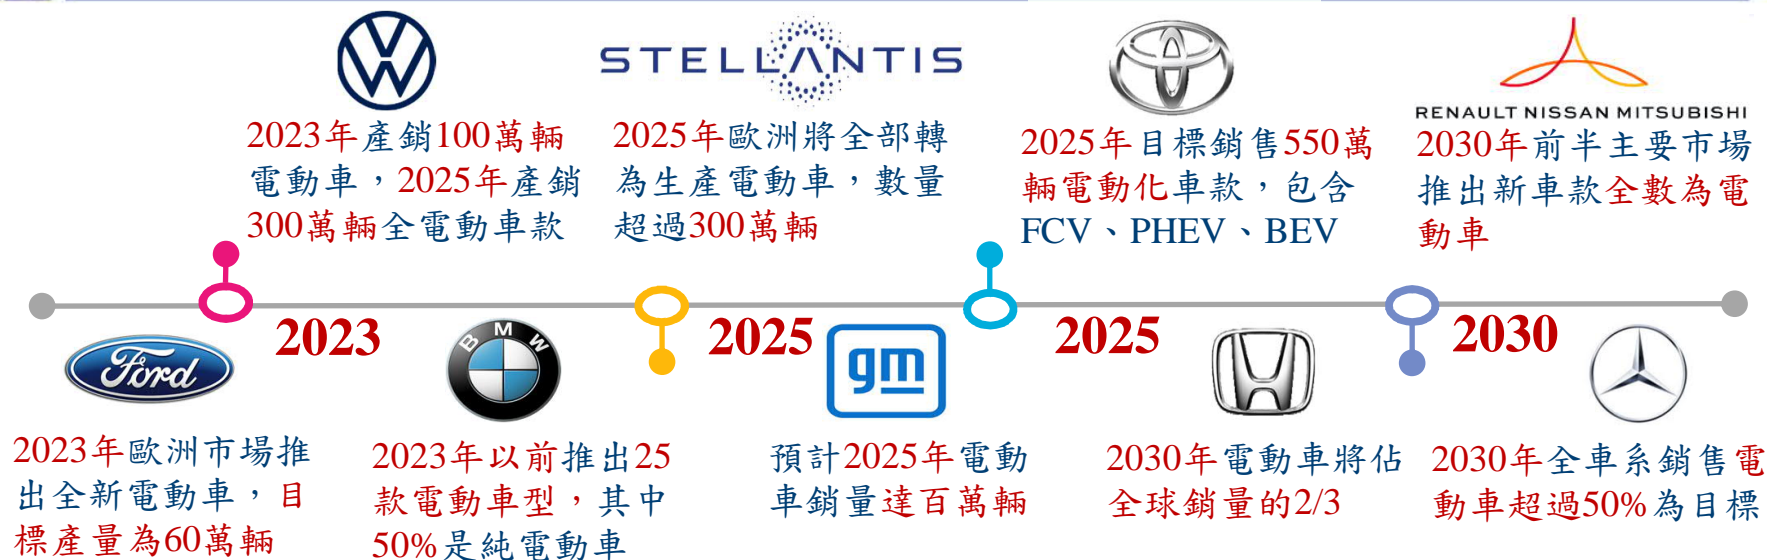 STELLANTIS
RENAULT NISSAN MITSUBISHI
2023年產銷100萬輛
電動車，2025年產銷
300萬輛全電動車款
2025年歐洲將全部轉
為生產電動車，數量
超過300萬輛
2025年目標銷售550萬
輛電動化車款，包含
FCV、PHEV、BEV
2030年前半主要市場
推出新車款全數為電
動車
2023
2025
2025
2030
Ford
BMW
gm
2023年歐洲市場推
出全新電動車，目
標產量為60萬輛
2023年以前推出25
款電動車型，其中
50%是純電動車
預計2025年電動
車銷量達百萬輛
2030年電動車將佔
全球銷量的2/3
2030年全車系銷售電
動車超過50%為目標